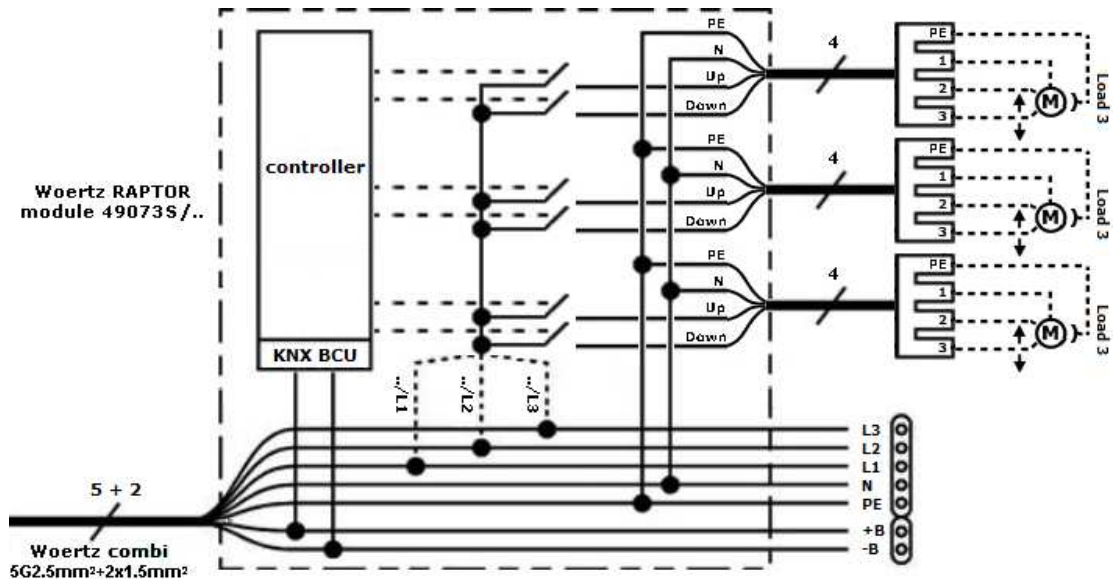 PE
N
Up
Down
4
PE
1
2
3
M
Load 3
controller
Woertz RAPTOR
module 49073S/..
PE
N
Up
Down
4
PE
1
2
3
M
Load 3
PE
N
Up
Down
4
PE
1
2
3
M
Load 3
KNX BCU
../L1
../L2
../L3
L3
L2
L1
N
PE
+B
-B
5 + 2
Woertz combi
5G2.5mm²+2x1.5mm²